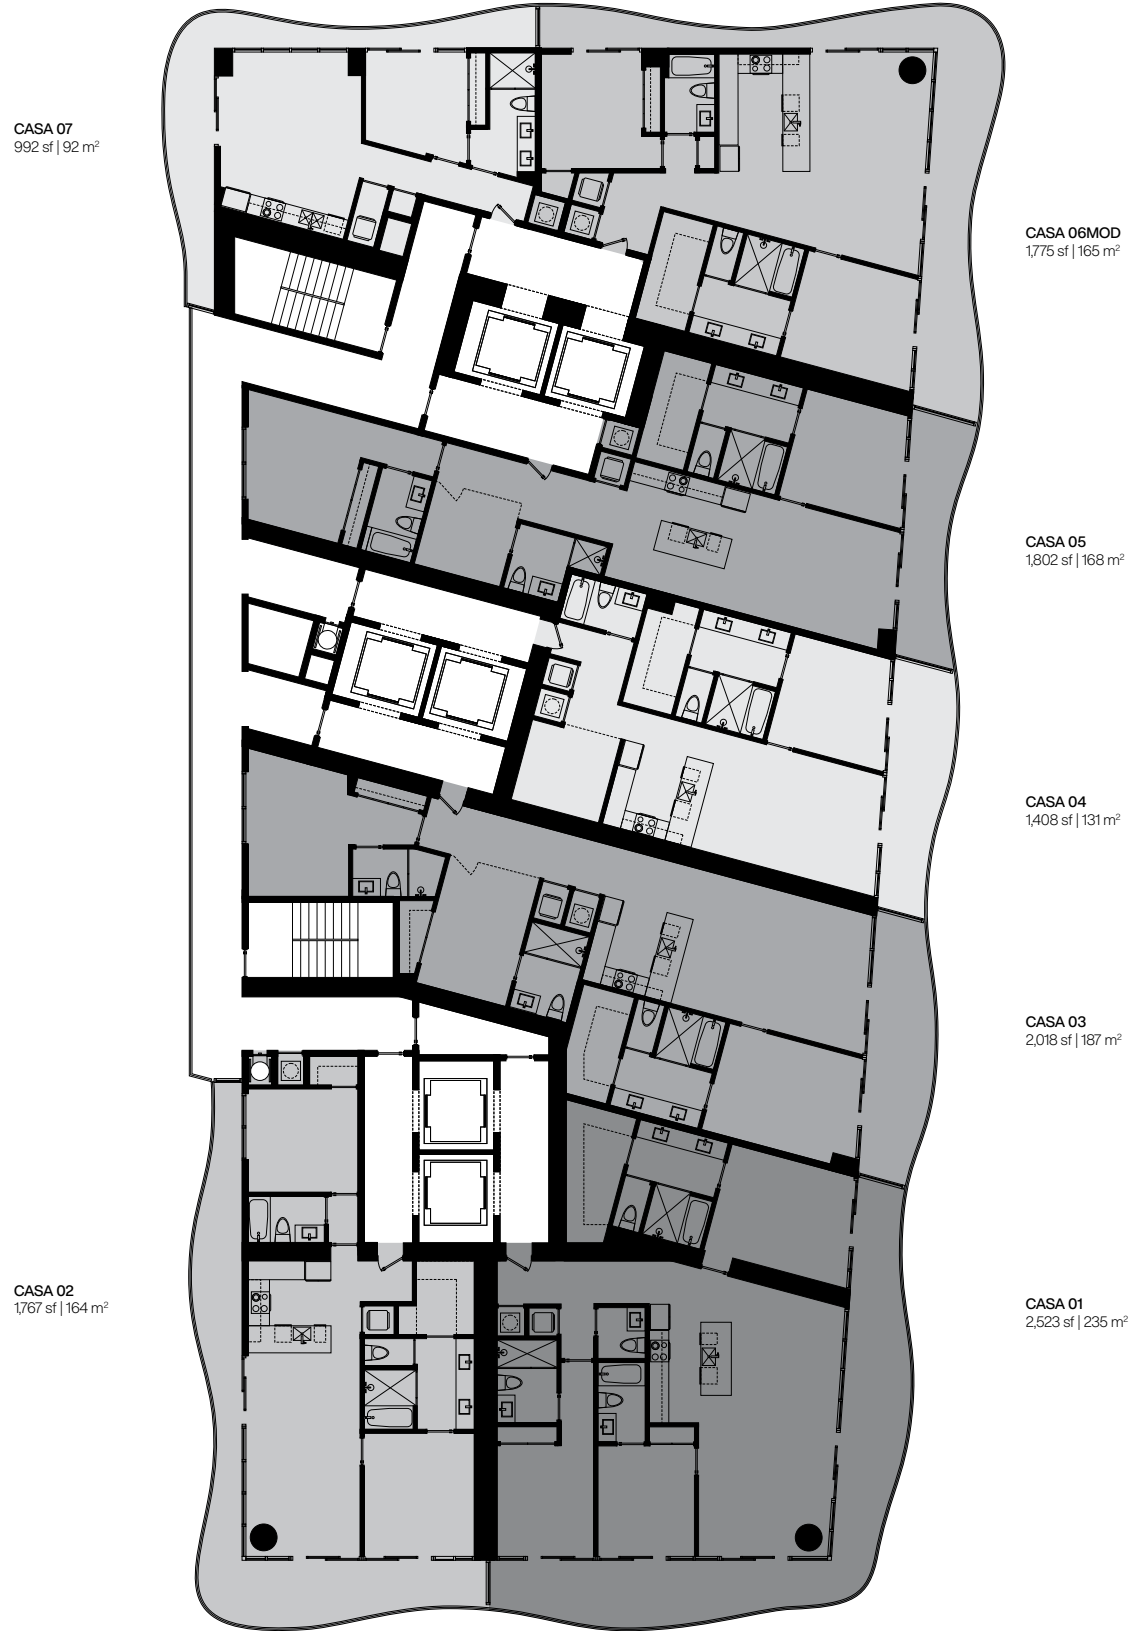 CASA 07
992 sf | 92 m²
CASA 06MOD
1,775 sf | 165 m²
CASA 05
1,802 sf | 168 m²
CASA 04
1,408 sf | 131 m²
CASA 03
2,018 sf | 187 m²
CASA 02
1,767 sf | 164 m²
CASA 01
2,523 sf | 235 m²